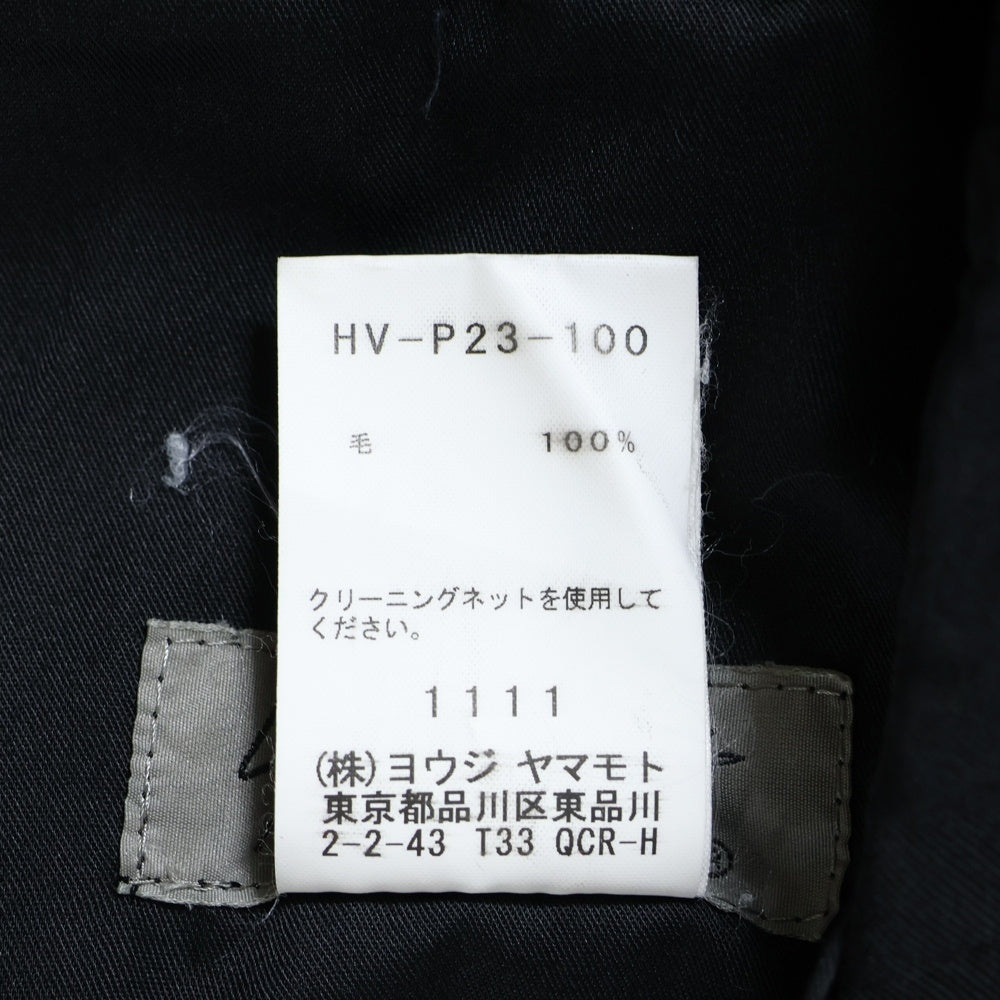 HV-P23-100
毛 100%
クリーニングネットを使用して
ください。
1111
(株)ヨウジ ヤマモト
東京都品川区東品川
2-2-43 T33 QCR-H
®